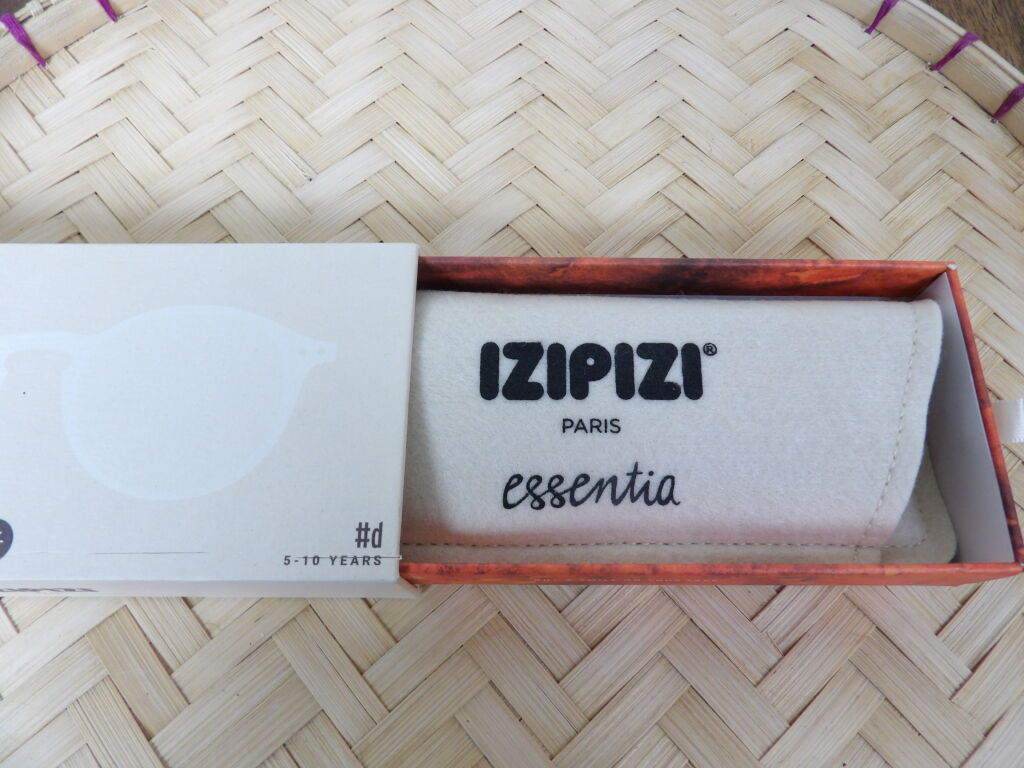 IZIPIZI®
PARIS
essentia
#d
5-10 YEARS